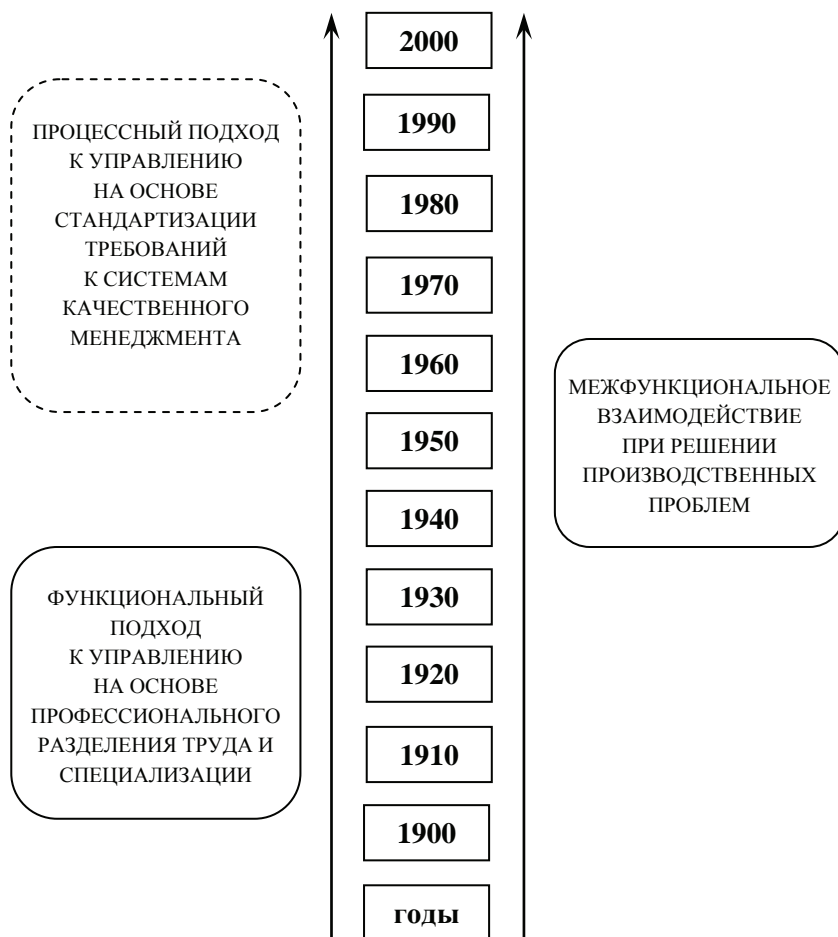 2000
1990
1980
1970
1960
1950
1940
1930
1920
1910
1900
годы
ПРОЦЕССНЫЙ ПОДХОД
К УПРАВЛЕНИЮ
НА ОСНОВЕ
СТАНДАРТИЗАЦИИ
ТРЕБОВАНИЙ
К СИСТЕМАМ
КАЧЕСТВЕННОГО
МЕНЕДЖМЕНТА
МЕЖФУНКЦИОНАЛЬНОЕ
ВЗАИМОДЕЙСТВИЕ
ПРИ РЕШЕНИИ
ПРОИЗВОДСТВЕННЫХ
ПРОБЛЕМ
ФУНКЦИОНАЛЬНЫЙ
ПОДХОД
К УПРАВЛЕНИЮ
НА ОСНОВЕ
ПРОФЕССИОНАЛЬНОГО
РАЗДЕЛЕНИЯ ТРУДА И
СПЕЦИАЛИЗАЦИИ